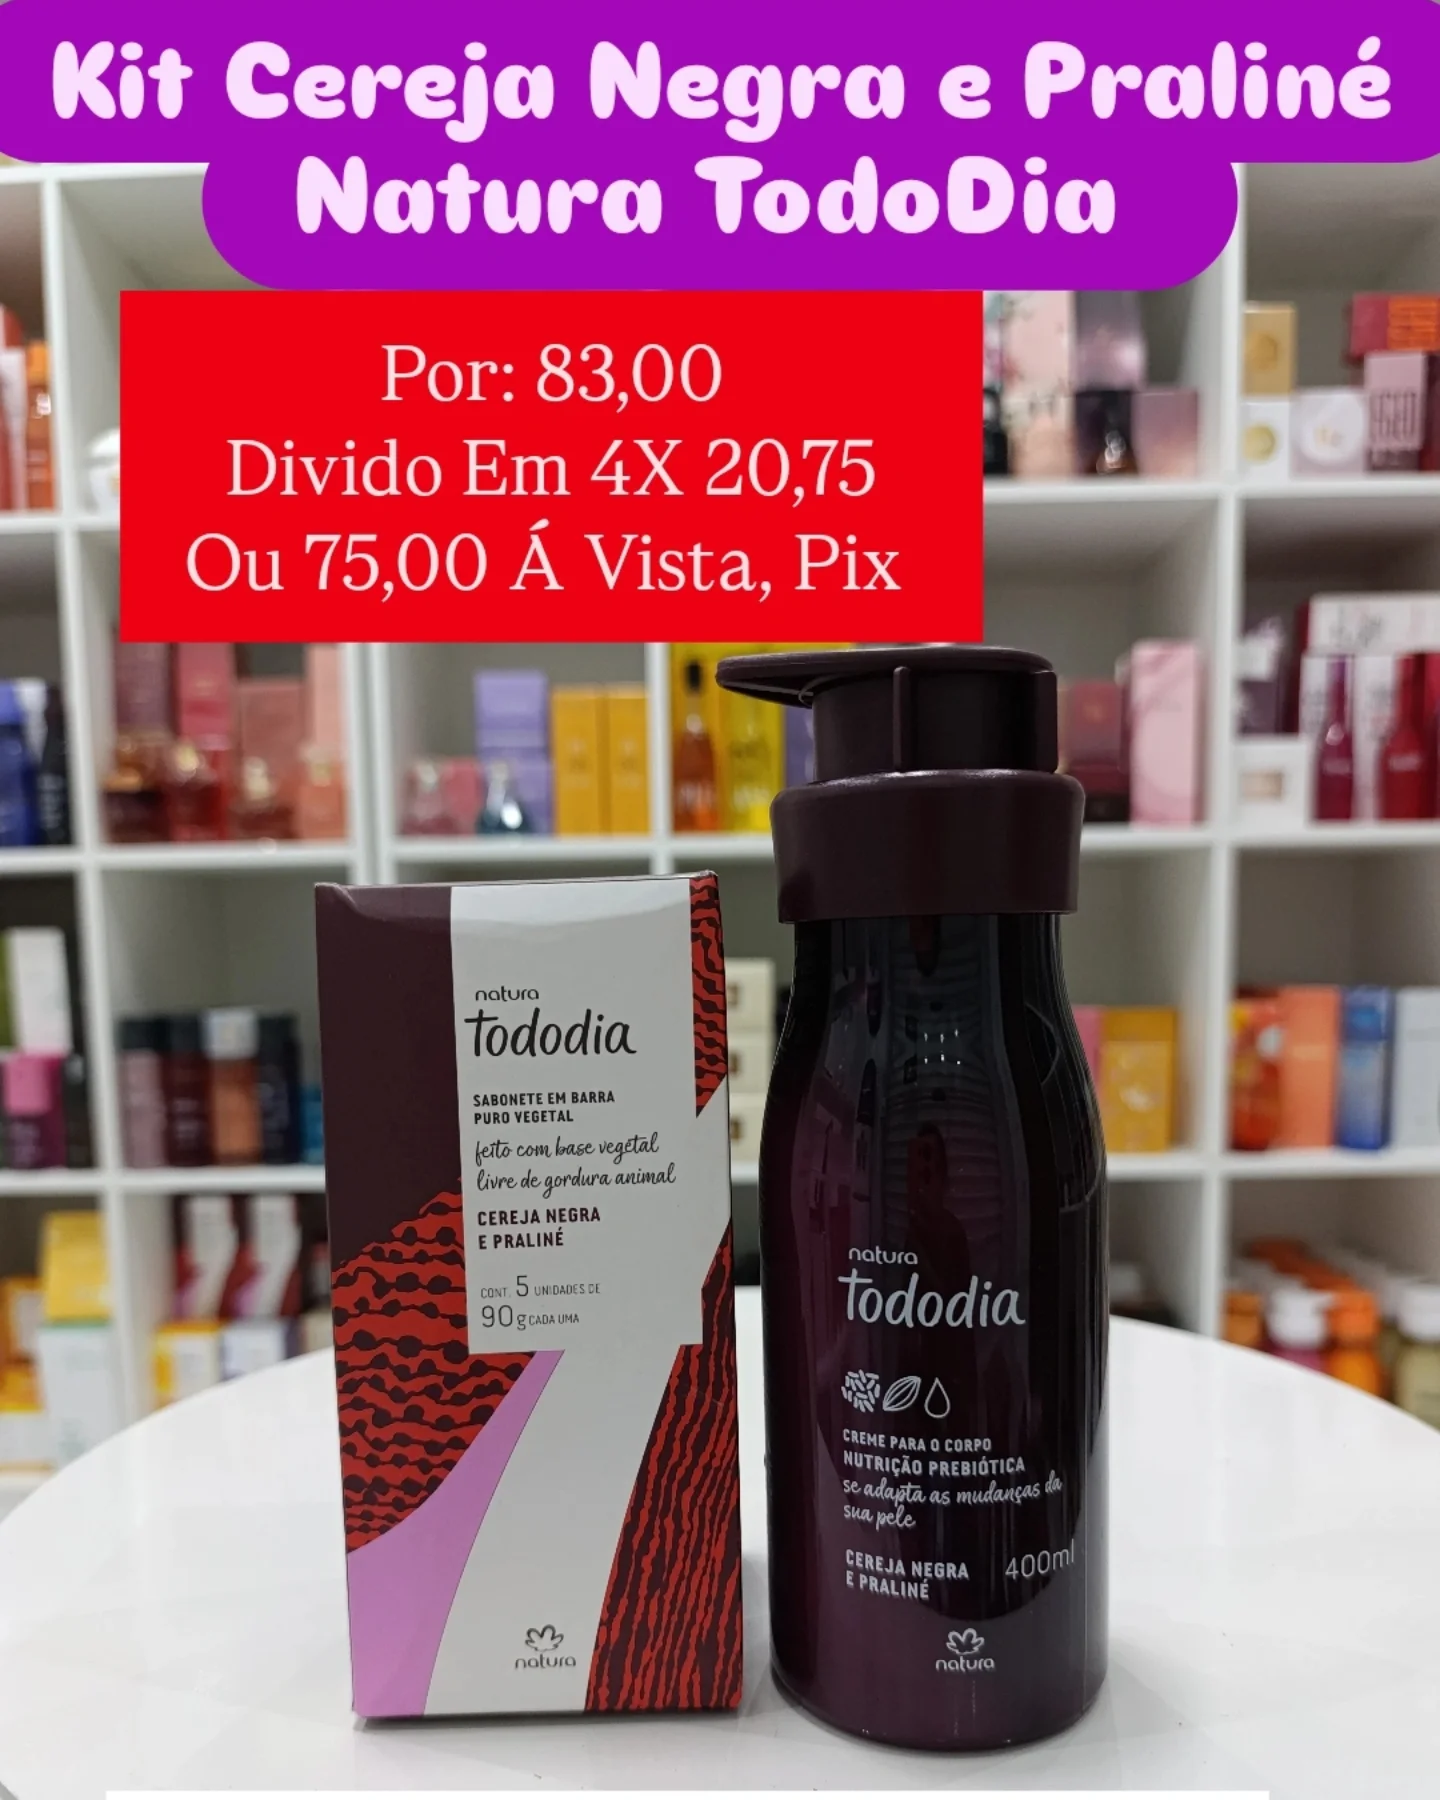 Kit Cereja Negra e Praliné
Natura TodoDia
Por: 83,00
Divido Em 4X 20,75
Ou 75,00 Á Vista, Pix
natura
tododia
SABONETE EM BARRA
PURO VEGETAL
feito com base vegetal
livre de gordura animal
CEREJA NEGRA
E PRALINÉ
CONT. 5 UNIDADES DE
90g CADA UMA
natura
natura
tododia
CREME PARA O CORPO
NUTRIÇÃO PREBIÓTICA
se adapta as mudanças da
sua pele
CEREJA NEGRA
E PRALINÉ
400ml
natura